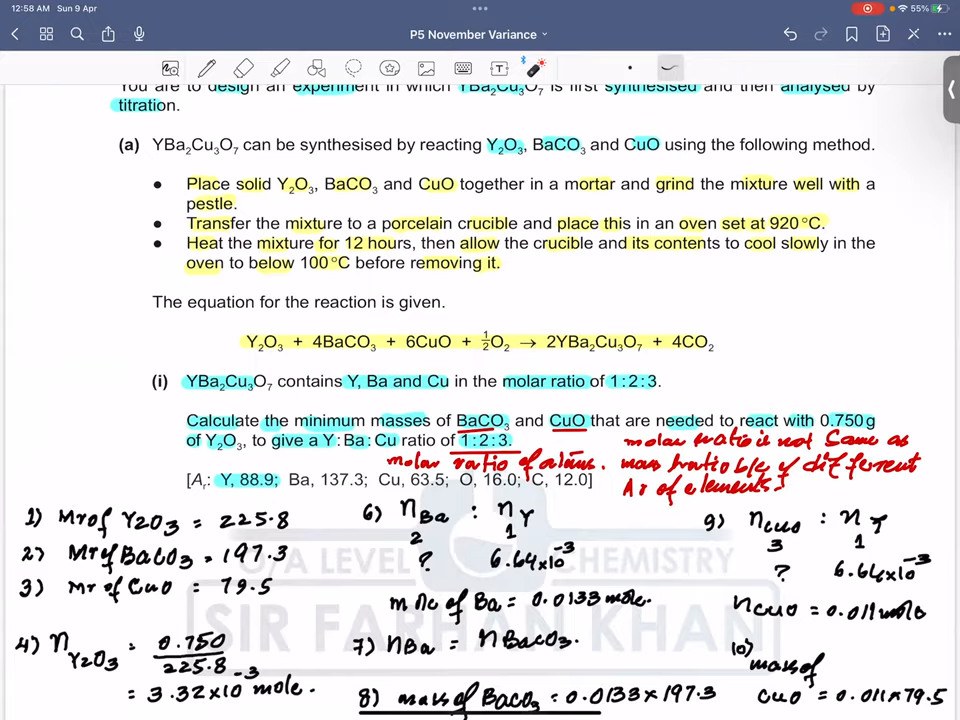 12:58 AM Sun 9 Apr
55%
P5 November Variance
You are to design an experiment in which YBa₂Cu₃O₇ is first synthesised and then analysed by
titration.
(a) YBa₂Cu₃O₇ can be synthesised by reacting Y₂O₃, BaCO₃ and CuO using the following method.
● Place solid Y₂O₃, BaCO₃ and CuO together in a mortar and grind the mixture well with a
pestle.
● Transfer the mixture to a porcelain crucible and place this in an oven set at 920 °C.
● Heat the mixture for 12 hours, then allow the crucible and its contents to cool slowly in the
oven to below 100 °C before removing it.
The equation for the reaction is given.
Y₂O₃ + 4BaCO₃ + 6CuO + ½O₂ → 2YBa₂Cu₃O₇ + 4CO₂
(i) YBa₂Cu₃O₇ contains Y, Ba and Cu in the molar ratio of 1 : 2 : 3.
Calculate the minimum masses of BaCO₃ and CuO that are needed to react with 0.750 g
of Y₂O₃, to give a Y : Ba : Cu ratio of 1 : 2 : 3.
molar ratio of atoms.
molar ratio is not same as
mass ratio b/c of different
Ar of elements.
[Aᵣ: Y, 88.9; Ba, 137.3; Cu, 63.5; O, 16.0; C, 12.0]
1) Mr of Y2O3 = 225.8
2) Mr of BaCO3 = 197.3
3) Mr of CuO = 79.5
4) n Y2O3 = 0.750
225.8
= 3.32×10⁻³ mole.
6) nBa : nY
2 1
? 6.64×10⁻³
mole of Ba = 0.0133 mole.
7) nBa = nBaCO3.
8) mass of BaCO3 = 0.0133×197.3
9) nCuO : nY
3 1
? 6.64×10⁻³
nCuO = 0.011 mole
10) mass of
CuO = 0.011×79.5
O/A LEVEL
SIR FARHAN KHAN